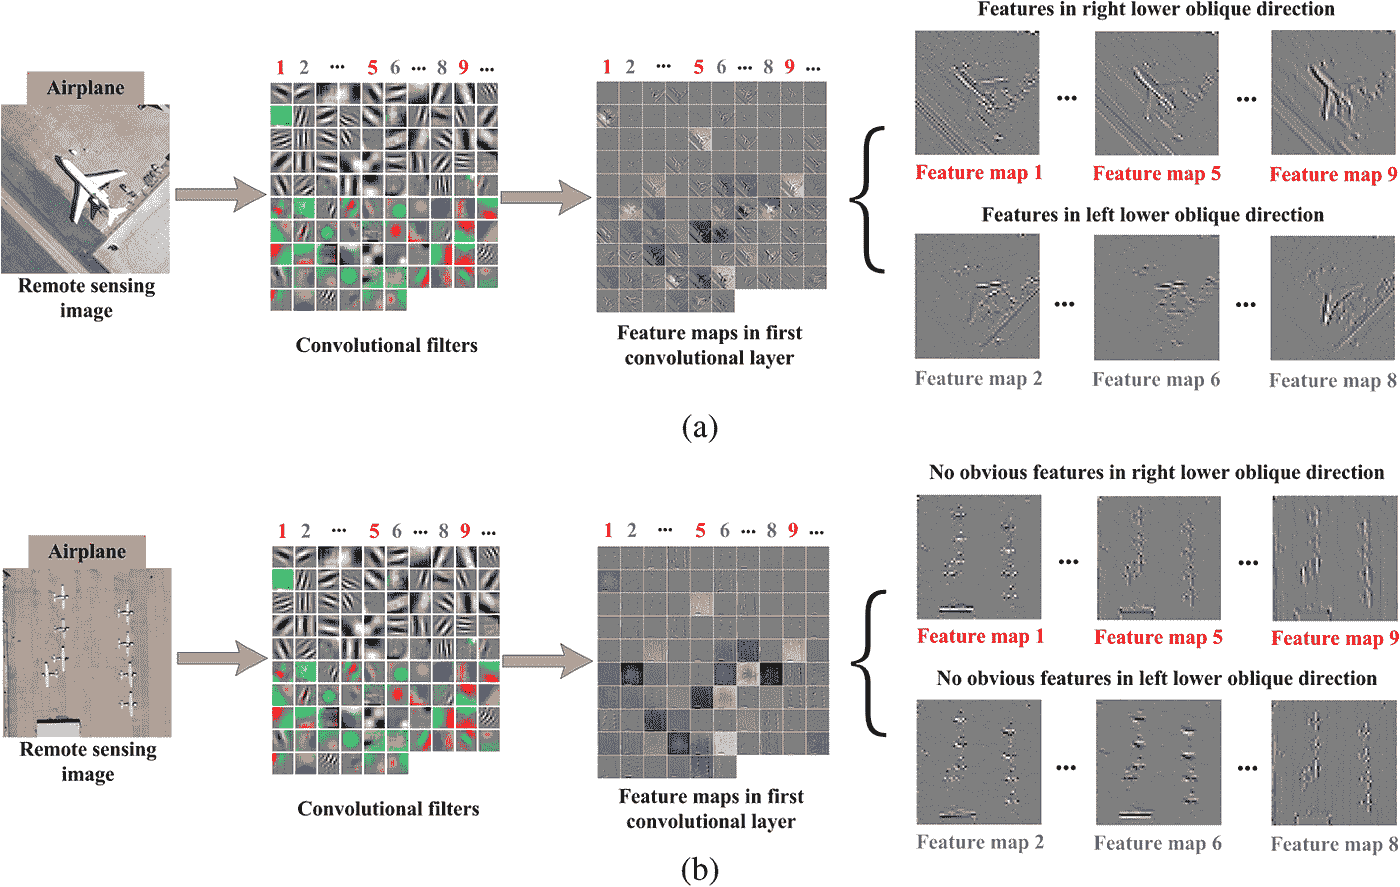 Features in right lower oblique direction
Airplane
1 2 ... 5 6 ... 8 9 ...
1 2 ... 5 6 ... 8 9 ...
... ...
Feature map 1 Feature map 5 Feature map 9
Features in left lower oblique direction
Remote sensing
image
... ...
Convolutional filters
Feature maps in first
convolutional layer
Feature map 2 Feature map 6 Feature map 8
(a)
No obvious features in right lower oblique direction
Airplane
1 2 ... 5 6 ... 8 9 ...
1 2 ... 5 6 ... 8 9 ...
... ...
Feature map 1 Feature map 5 Feature map 9
No obvious features in left lower oblique direction
Remote sensing
image
... ...
Convolutional filters
Feature maps in first
convolutional layer
Feature map 2 Feature map 6 Feature map 8
(b)